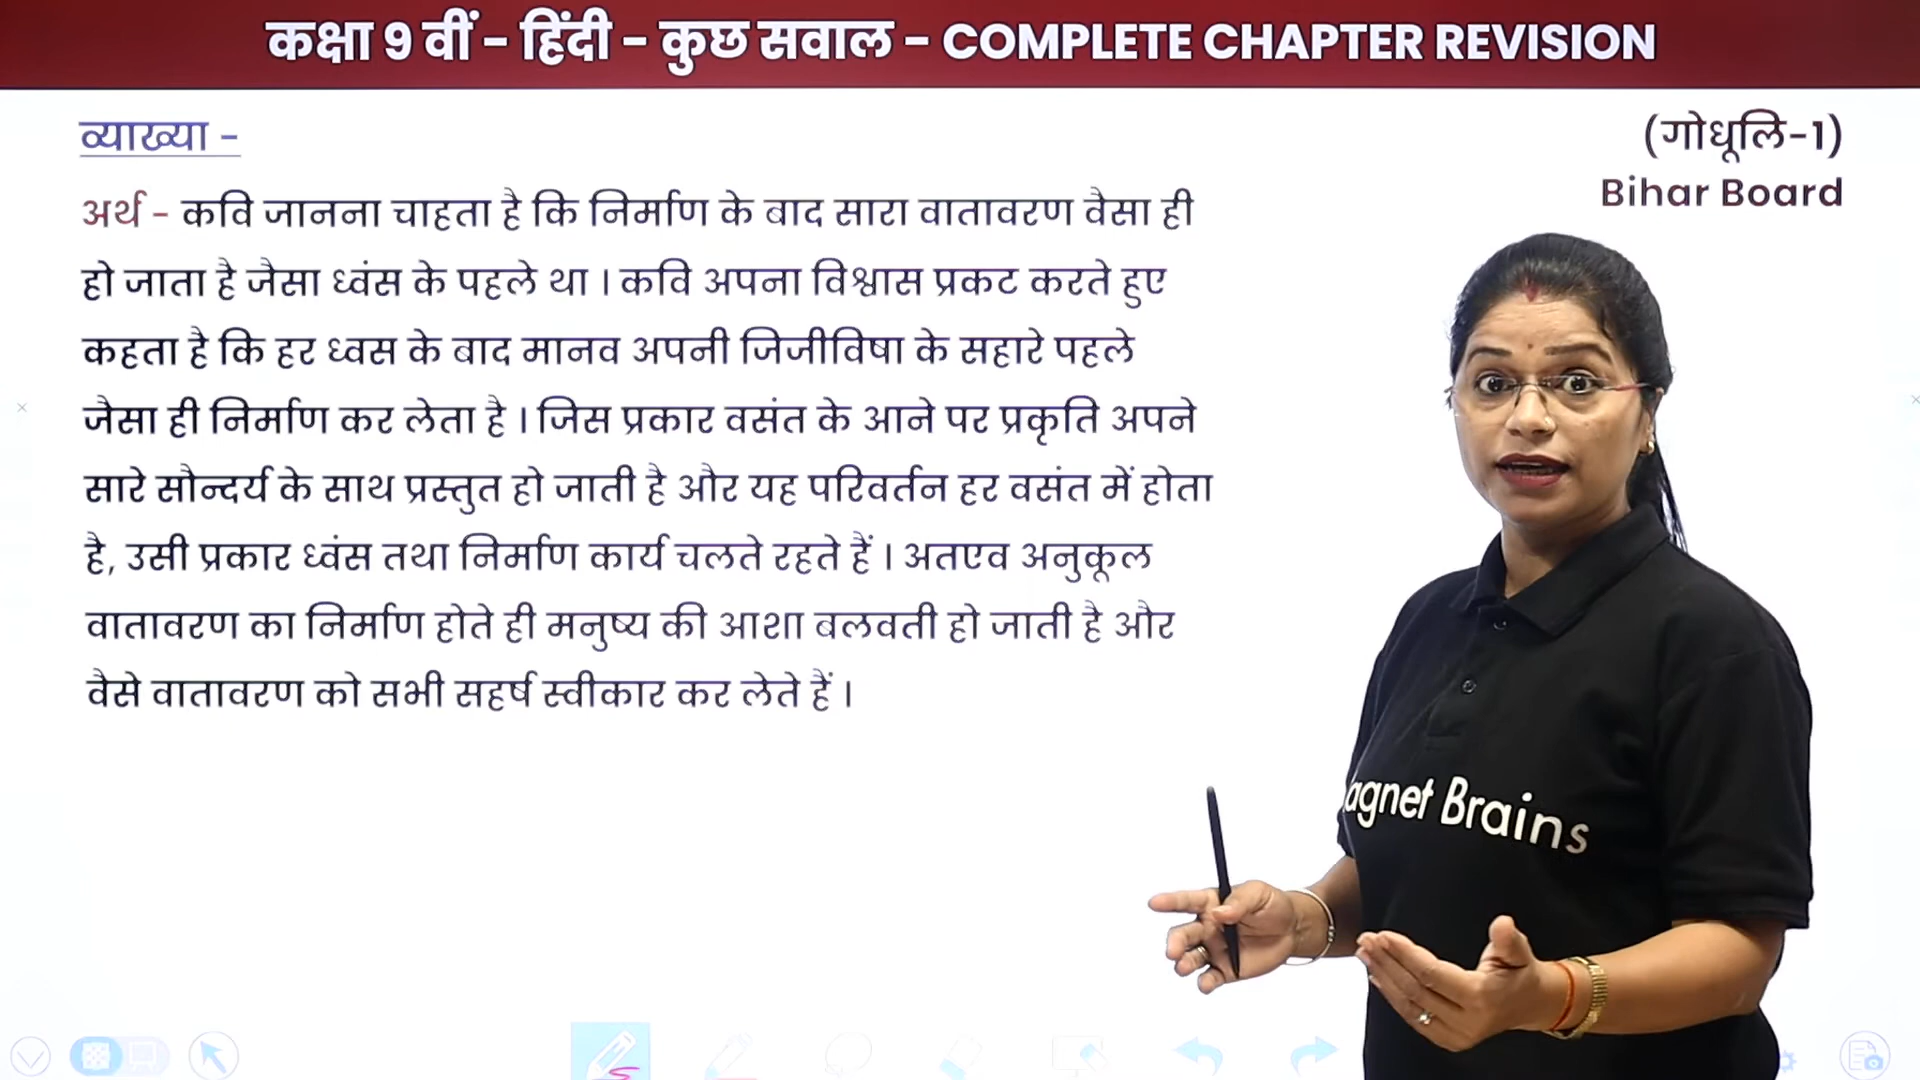 कक्षा 9 वीं - हिंदी - कुछ सवाल - COMPLETE CHAPTER REVISION
व्याख्या -
(गोधूलि-1)
Bihar Board
अर्थ - कवि जानना चाहता है कि निर्माण के बाद सारा वातावरण वैसा ही
हो जाता है जैसा ध्वंस के पहले था । कवि अपना विश्वास प्रकट करते हुए
कहता है कि हर ध्वस के बाद मानव अपनी जिजीविषा के सहारे पहले
जैसा ही निर्माण कर लेता है । जिस प्रकार वसंत के आने पर प्रकृति अपने
सारे सौन्दर्य के साथ प्रस्तुत हो जाती है और यह परिवर्तन हर वसंत में होता
है, उसी प्रकार ध्वंस तथा निर्माण कार्य चलते रहते हैं । अतएव अनुकूल
वातावरण का निर्माण होते ही मनुष्य की आशा बलवती हो जाती है और
वैसे वातावरण को सभी सहर्ष स्वीकार कर लेते हैं ।
agnet Brains